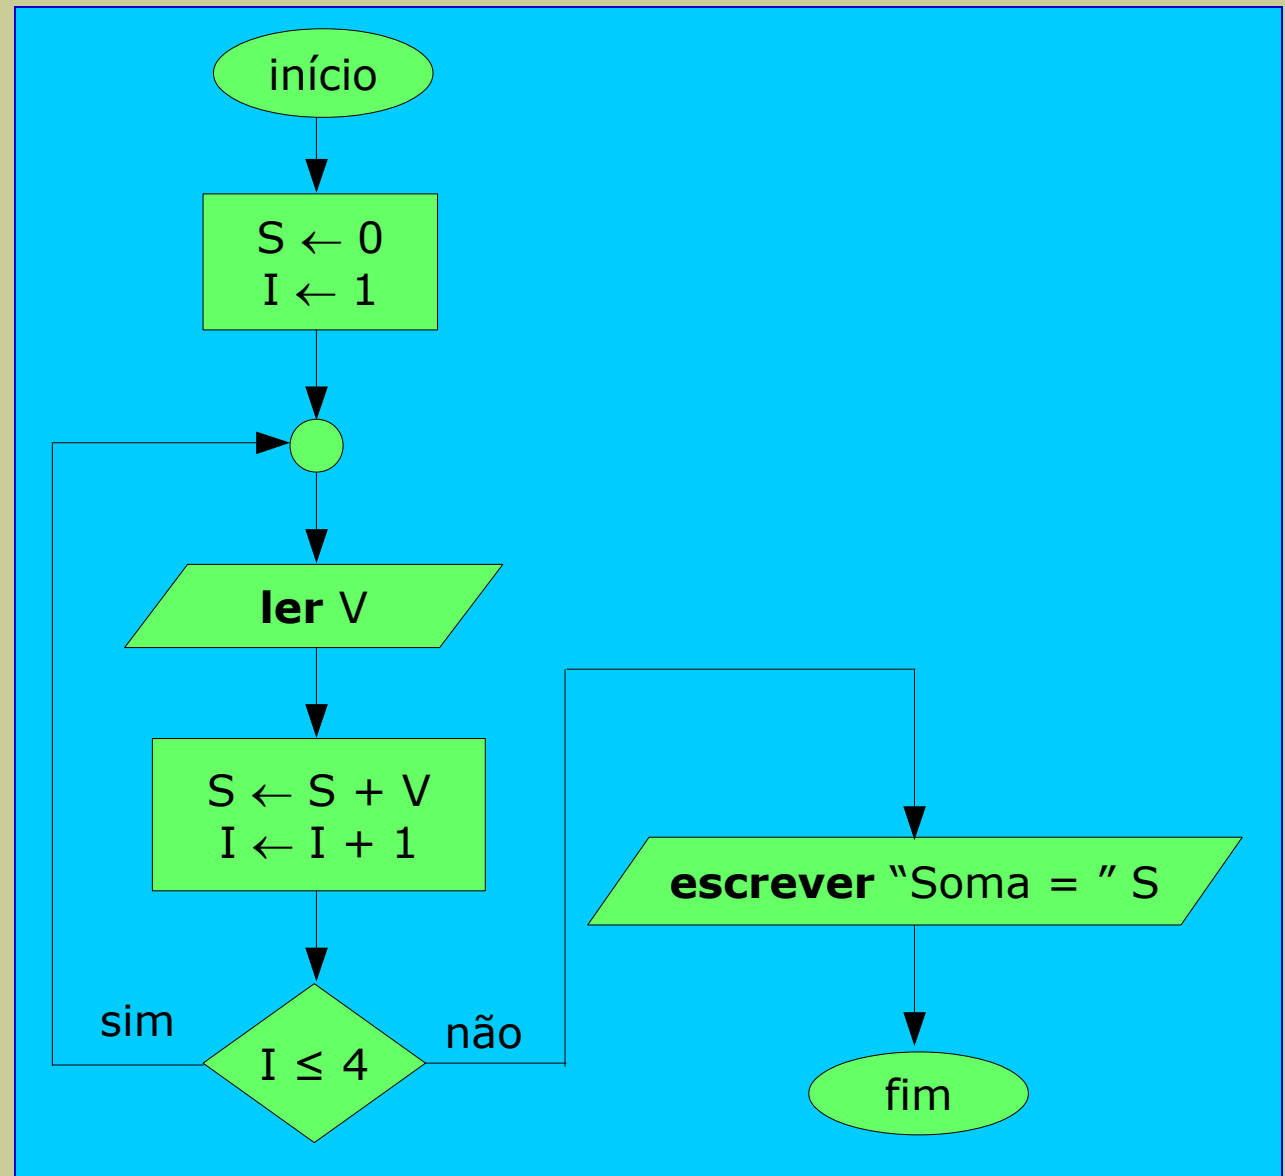 início
S ← 0
I ← 1
ler V
S ← S + V
I ← I + 1
I ≤ 4
sim
não
escrever “Soma = ” S
fim